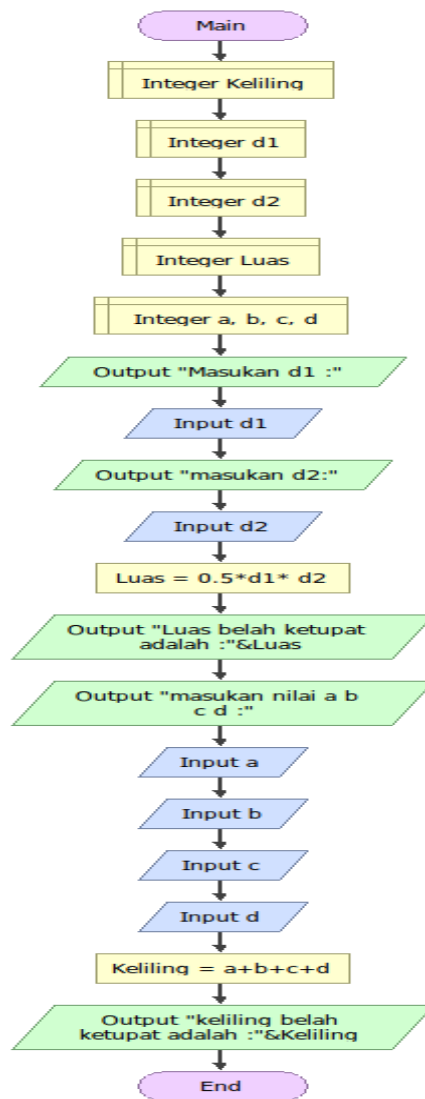 Main
Integer Keliling
Integer d1
Integer d2
Integer Luas
Integer a, b, c, d
Output "Masukan d1 :"
Input d1
Output "masukan d2:"
Input d2
Luas = 0.5*d1* d2
Output "Luas belah ketupat
adalah :"&Luas
Output "masukan nilai a b
c d :"
Input a
Input b
Input c
Input d
Keliling = a+b+c+d
Output "keliling belah
ketupat adalah :"&Keliling
End